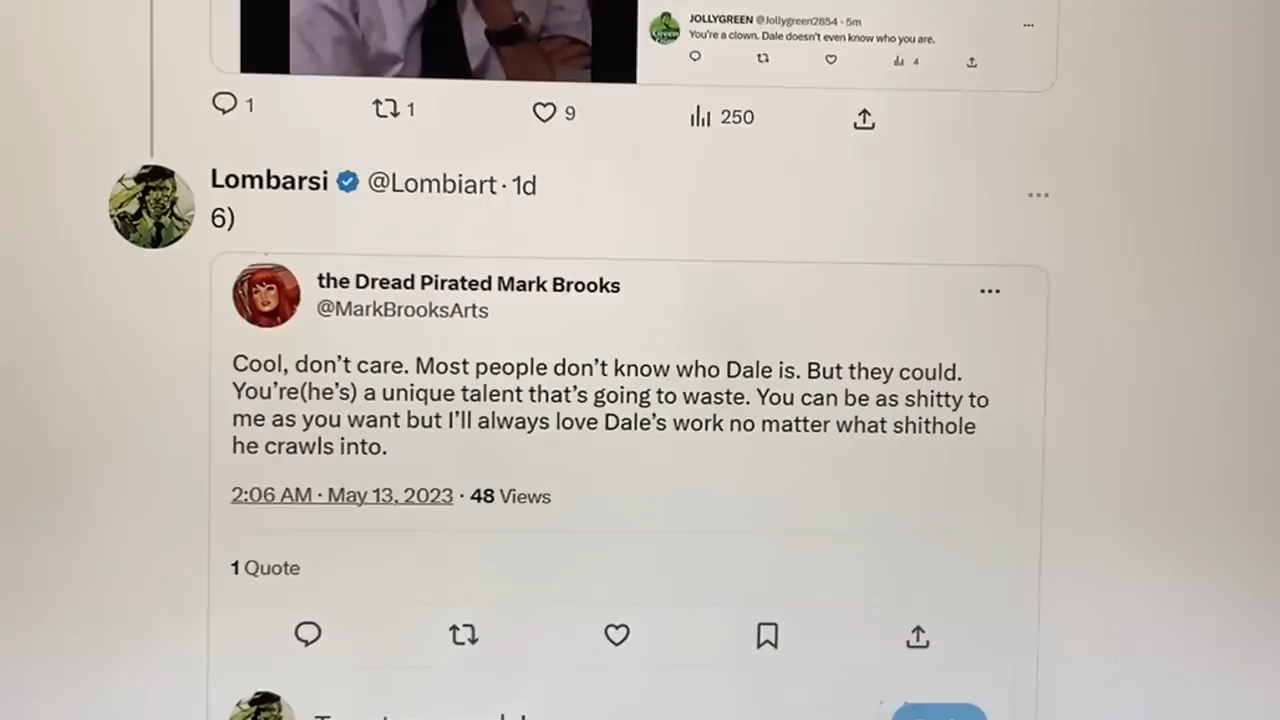 JOLLYGREEN @Jollygreen2854 · 5m
You're a clown. Dale doesn't even know who you are.
4
1
1
9
250
Lombarsi @Lombiart · 1d
6)
the Dread Pirated Mark Brooks
@MarkBrooksArts
Cool, don't care. Most people don't know who Dale is. But they could.
You're(he's) a unique talent that's going to waste. You can be as shitty to
me as you want but I'll always love Dale's work no matter what shithole
he crawls into.
2:06 AM · May 13, 2023 · 48 Views
1 Quote